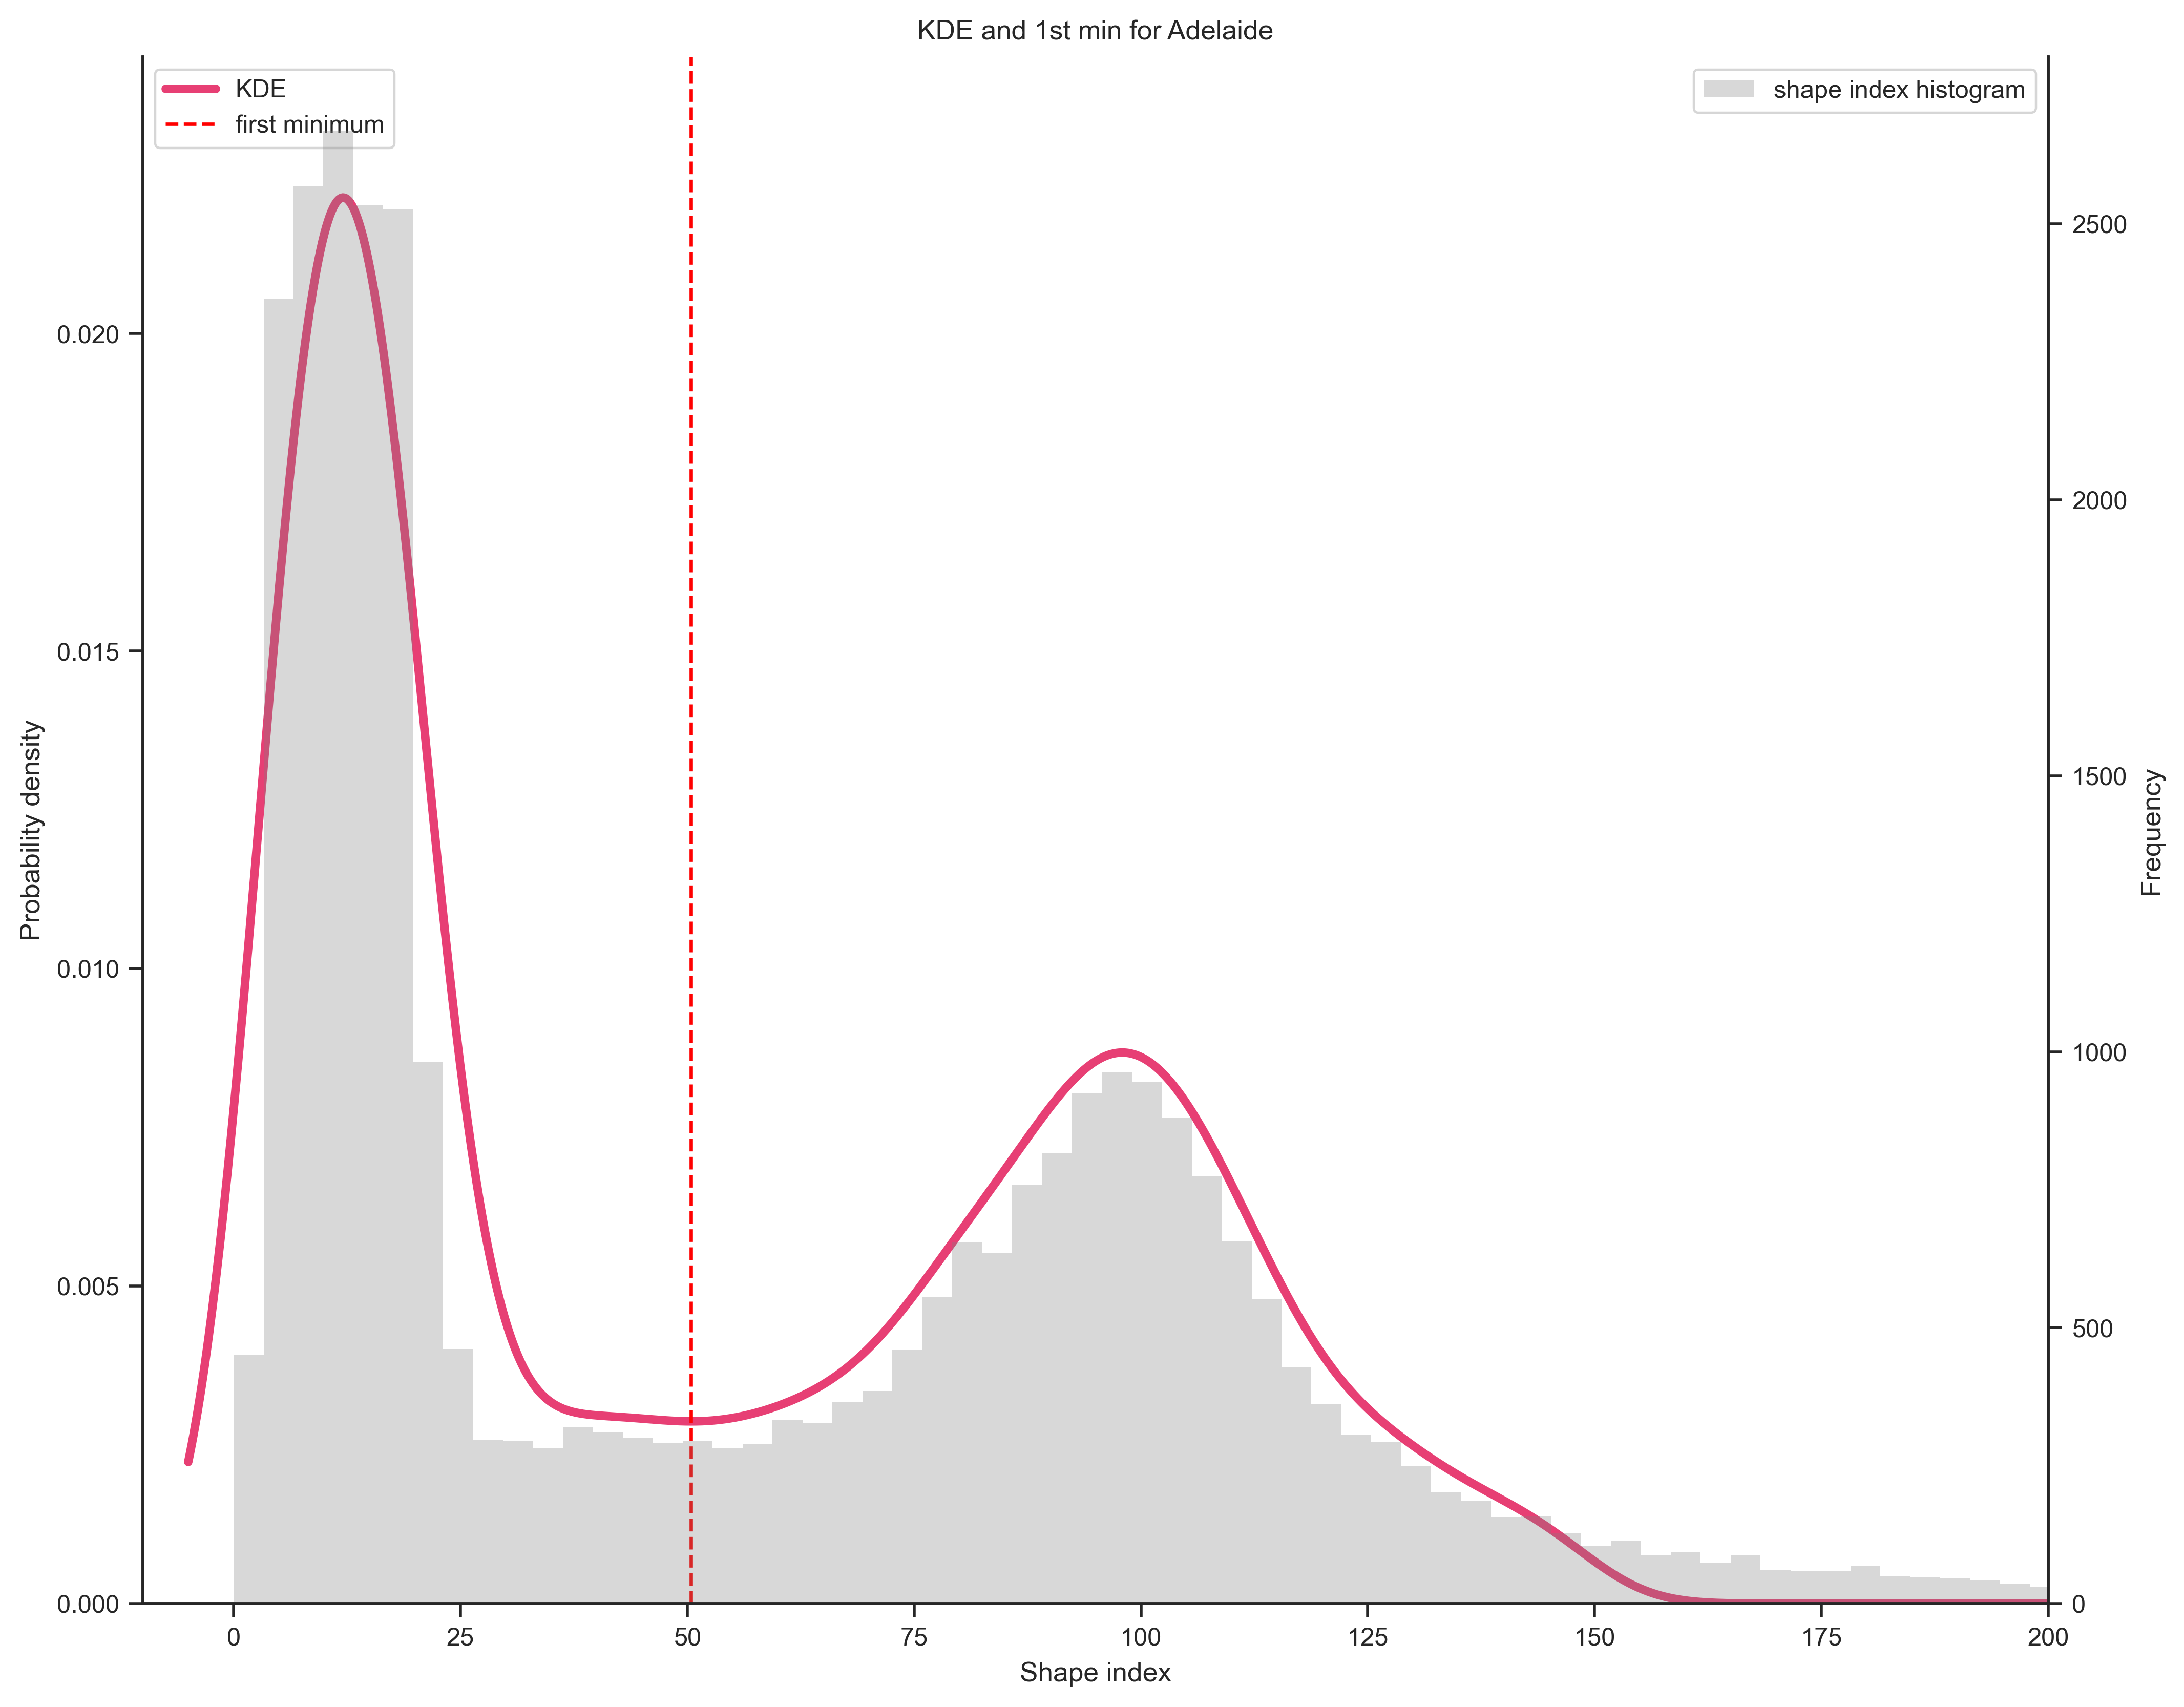 KDE and 1st min for Adelaide
KDE
first minimum
shape index histogram
Probability density
0.020
0.015
0.010
0.005
0.000
2500
2000
1500
1000
500
0
Frequency
0 25 50 75 100 125 150 175 200
Shape index